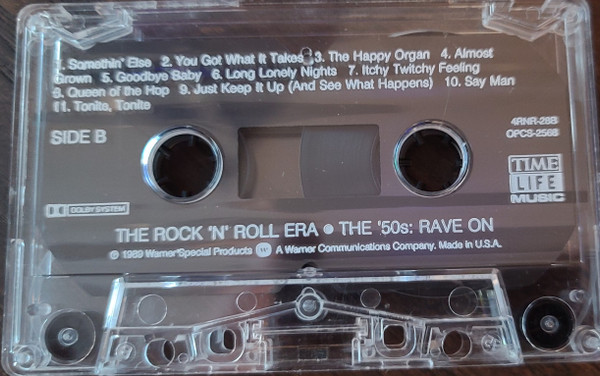 1. Somethin' Else 2. You Got What It Takes 3. The Happy Organ 4. Almost
Grown 5. Goodbye Baby 6. Long Lonely Nights 7. Itchy Twitchy Feeling
8. Queen of the Hop 9. Just Keep It Up (And See What Happens) 10. Say Man
11. Tonite, Tonite
SIDE B
4RNR-28B
OPCS-2568
TIME
LIFE
MUSIC
DOLBY SYSTEM
THE ROCK 'N' ROLL ERA • THE '50s: RAVE ON
© 1989 Warner Special Products A Warner Communications Company. Made in U.S.A.